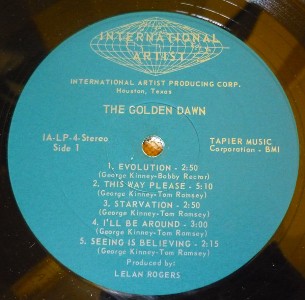 INTERNATIONAL
ARTIST
INTERNATIONAL ARTIST PRODUCING CORP.
Houston, Texas
THE GOLDEN DAWN
IA-LP-4-Stereo
Side 1
TAPIER MUSIC
Corporation - BMI
1. EVOLUTION - 2:50
(George Kinney-Bobby Rector)
2. THIS WAY PLEASE - 5:10
(George Kinney-Tom Ramsey)
3. STARVATION - 2:50
(George Kinney-Tom Ramsey)
4. I'LL BE AROUND - 3:00
(George Kinney-Tom Ramsey)
5. SEEING IS BELIEVING - 2:15
(George Kinney-Tom Ramsey)
Produced by:
LELAN ROGERS